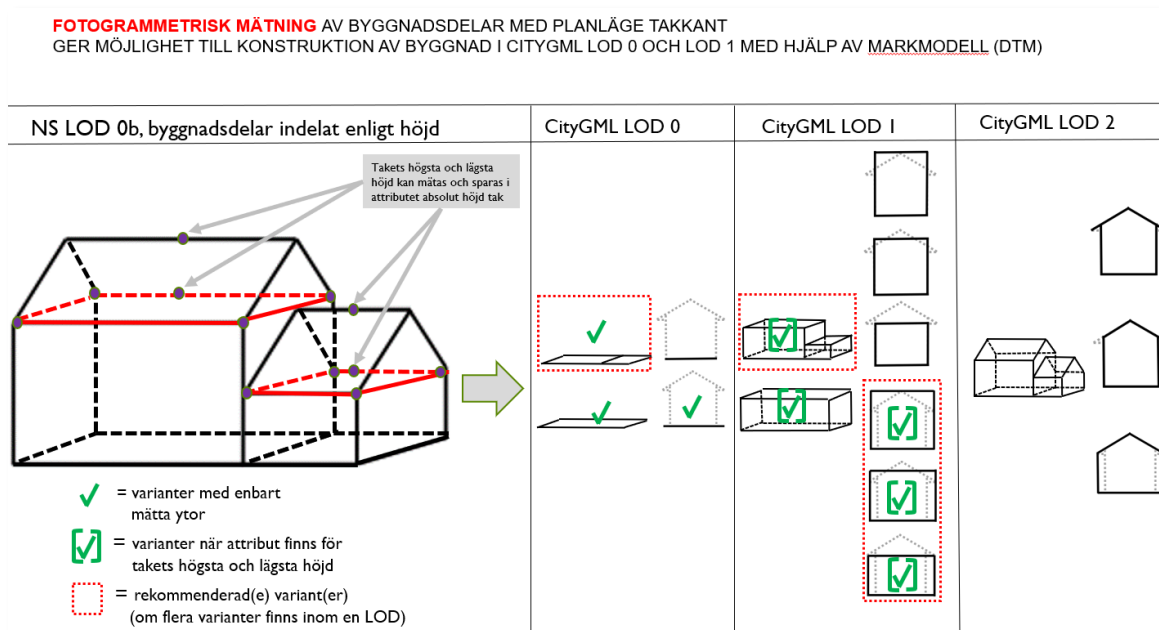 FOTOGRAMMETRISK MÄTNING AV BYGGNADSDELAR MED PLANLÄGE TAKKANT
GER MÖJLIGHET TILL KONSTRUKTION AV BYGGNAD I CITYGML LOD 0 OCH LOD 1 MED HJÄLP AV MARKMODELL (DTM)
NS LOD 0b, byggnadsdelar indelat enligt höjd
CityGML LOD 0
CityGML LOD 1
CityGML LOD 2
Takets högsta och lägsta
höjd kan mätas och sparas i
attributet absolut höjd tak
= varianter med enbart
mätta ytor
= varianter när attribut finns för
takets högsta och lägsta höjd
= rekommenderad(e) variant(er)
(om flera varianter finns inom en LOD)